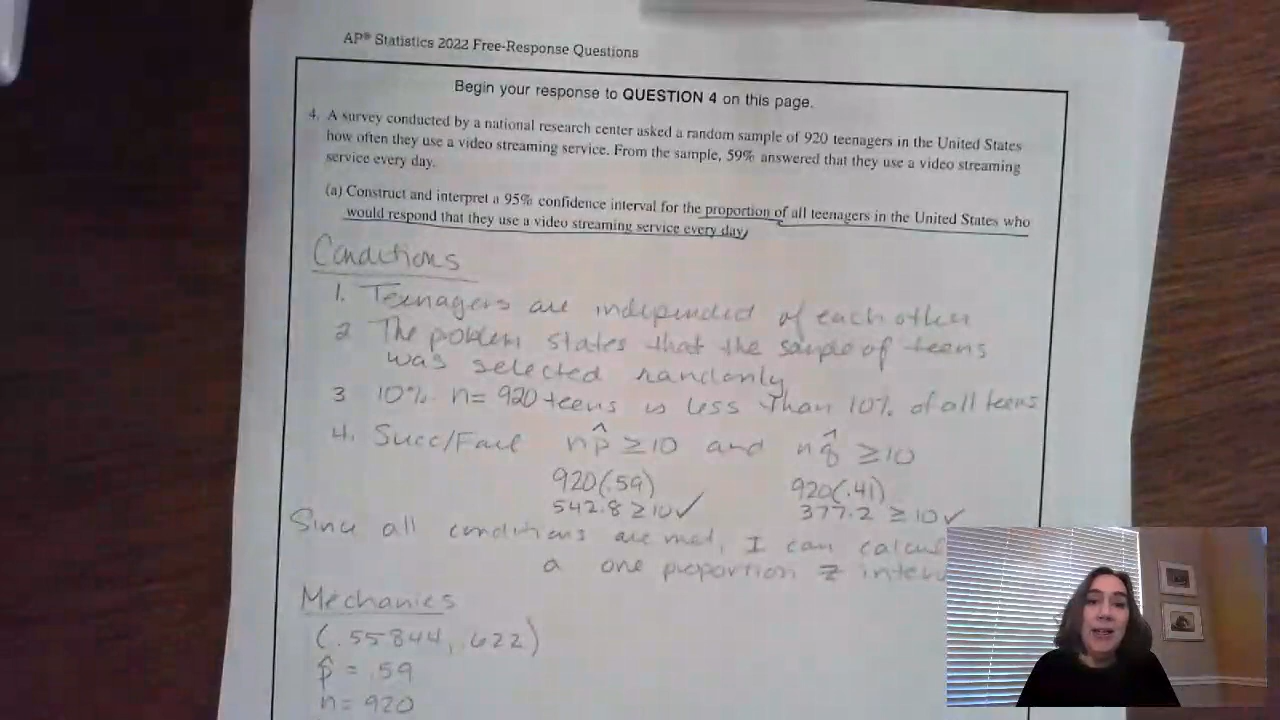 AP® Statistics 2022 Free-Response Questions
Begin your response to QUESTION 4 on this page.
4. A survey conducted by a national research center asked a random sample of 920 teenagers in the United States
how often they use a video streaming service. From the sample, 59% answered that they use a video streaming
service every day.
(a) Construct and interpret a 95% confidence interval for the proportion of all teenagers in the United States who
would respond that they use a video streaming service every day.
Conditions
1. Teenagers are independed of each other
2 The problem states that the sample of teens
was selected randonly
3 10% n= 920 teens is less than 10% of all teens
4. Succ/Fail np̂ ≥10 and nq̂ ≥10
920(.59) 920(.41)
542.8 ≥10✓ 377.2 ≥10✓
Since all conditions are met, I can calcu
a one proportion z interv
Mechanics
(.55844, .622)
p̂ = .59
n= 920